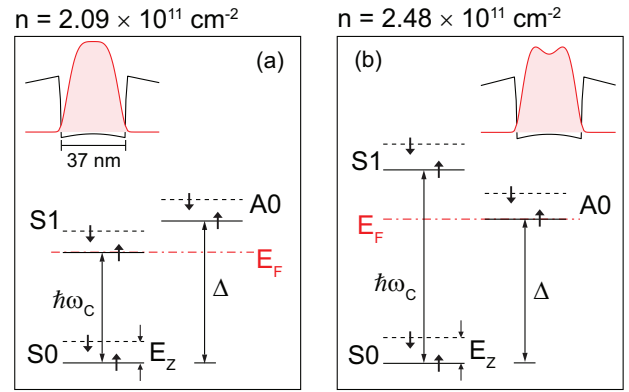 n = 2.09 × 10¹¹ cm⁻²
(a)
37 nm
S1
A0
E_F
ħω_C
Δ
S0
E_Z
n = 2.48 × 10¹¹ cm⁻²
(b)
S1
E_F
A0
ħω_C
Δ
S0
E_Z